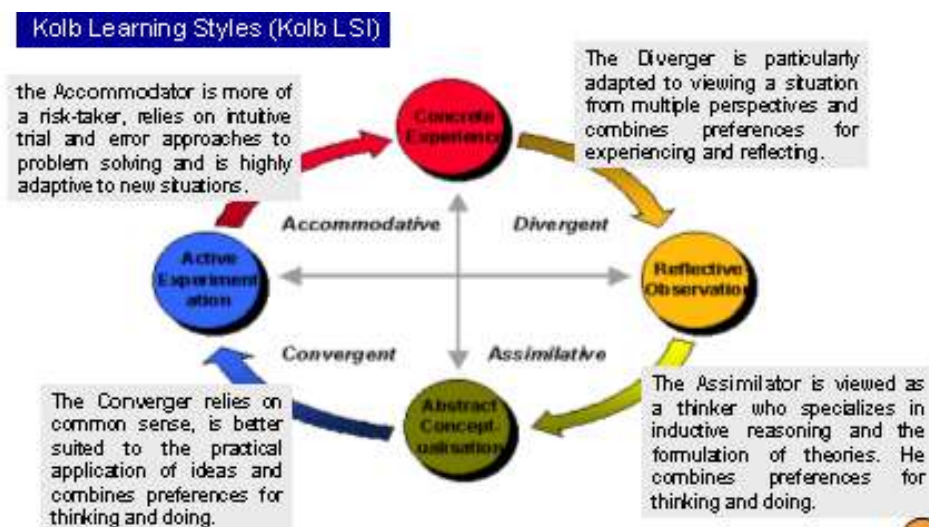 Kolb Learning Styles (Kolb LSI)
the Accommodator is more of
a risk-taker, relies on intuitive
trial and error approaches to
problem solving and is highly
adaptive to new situations.
The Diverger is particularly
adapted to viewing a situation
from multiple perspectives and
combines preferences for
experiencing and reflecting.
Concrete
Experience
Accommodative
Divergent
Active
Experiment
ation
Reflective
Observation
Convergent
Assimilative
Abstract
Concept-
ualisation
The Converger relies on
common sense, is better
suited to the practical
application of ideas and
combines preferences for
thinking and doing.
The Assimilator is viewed as
a thinker who specializes in
inductive reasoning and the
formulation of theories. He
combines preferences for
thinking and doing.